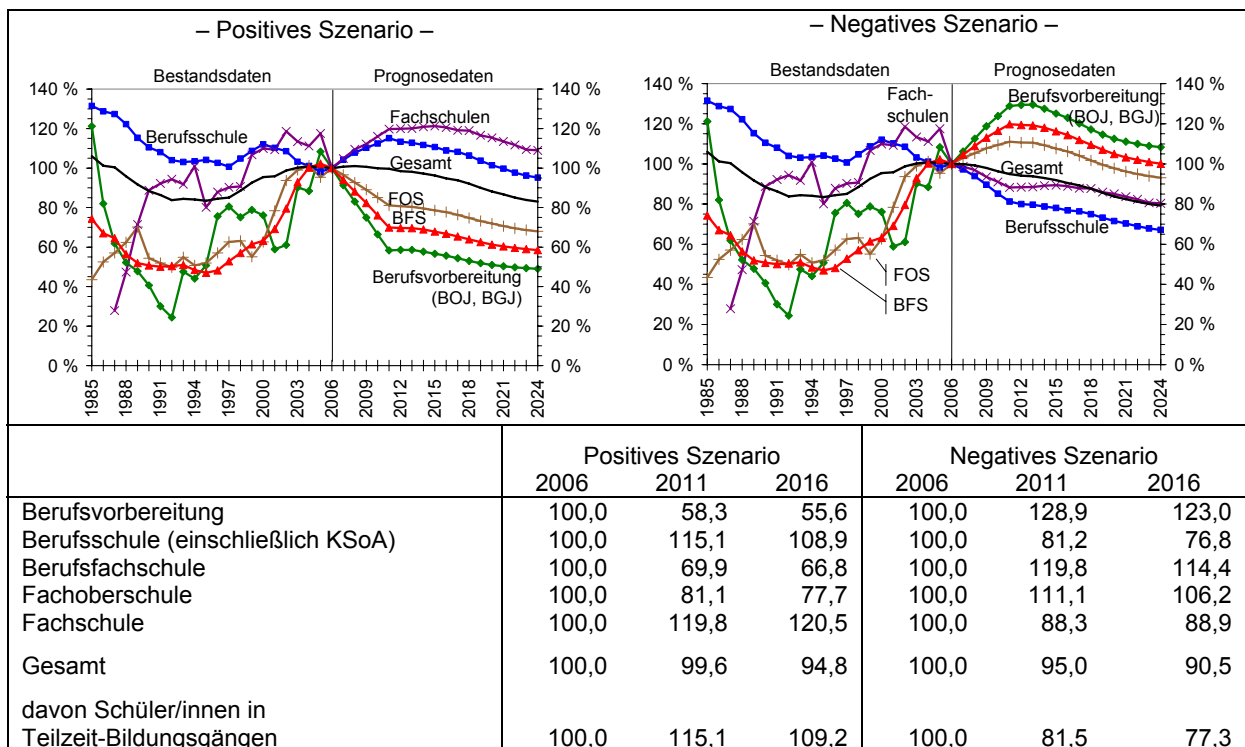 – Positives Szenario –
Bestandsdaten Prognosedaten
140 % 140 %
120 % 120 %
100 % 100 %
80 % 80 %
60 % 60 %
40 % 40 %
20 % 20 %
0 % 0 %
Fachschulen
Berufsschule
Gesamt
FOS
BFS
Berufsvorbereitung
(BOJ, BGJ)
1985 1988 1991 1994 1997 2000 2003 2006 2009 2012 2015 2018 2021 2024
– Negatives Szenario –
Bestandsdaten Prognosedaten
140 % 140 %
120 % 120 %
100 % 100 %
80 % 80 %
60 % 60 %
40 % 40 %
20 % 20 %
0 % 0 %
Fach-
schulen
Berufsvorbereitung
(BOJ, BGJ)
Gesamt
Berufsschule
FOS
BFS
1985 1988 1991 1994 1997 2000 2003 2006 2009 2012 2015 2018 2021 2024
Positives Szenario Negatives Szenario
2006 2011 2016 2006 2011 2016
Berufsvorbereitung 100,0 58,3 55,6 100,0 128,9 123,0
Berufsschule (einschließlich KSoA) 100,0 115,1 108,9 100,0 81,2 76,8
Berufsfachschule 100,0 69,9 66,8 100,0 119,8 114,4
Fachoberschule 100,0 81,1 77,7 100,0 111,1 106,2
Fachschule 100,0 119,8 120,5 100,0 88,3 88,9
Gesamt 100,0 99,6 94,8 100,0 95,0 90,5
davon Schüler/innen in
Teilzeit-Bildungsgängen 100,0 115,1 109,2 100,0 81,5 77,3